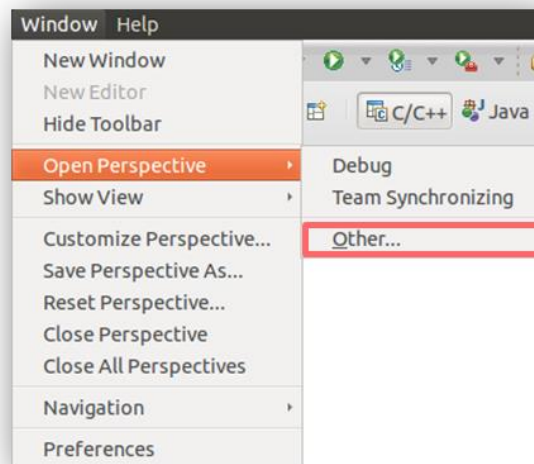 Window Help
New Window
New Editor
Hide Toolbar
C/C++ Java
Open Perspective
Show View
Customize Perspective...
Save Perspective As...
Reset Perspective...
Close Perspective
Close All Perspectives
Navigation
Preferences
Debug
Team Synchronizing
Other...